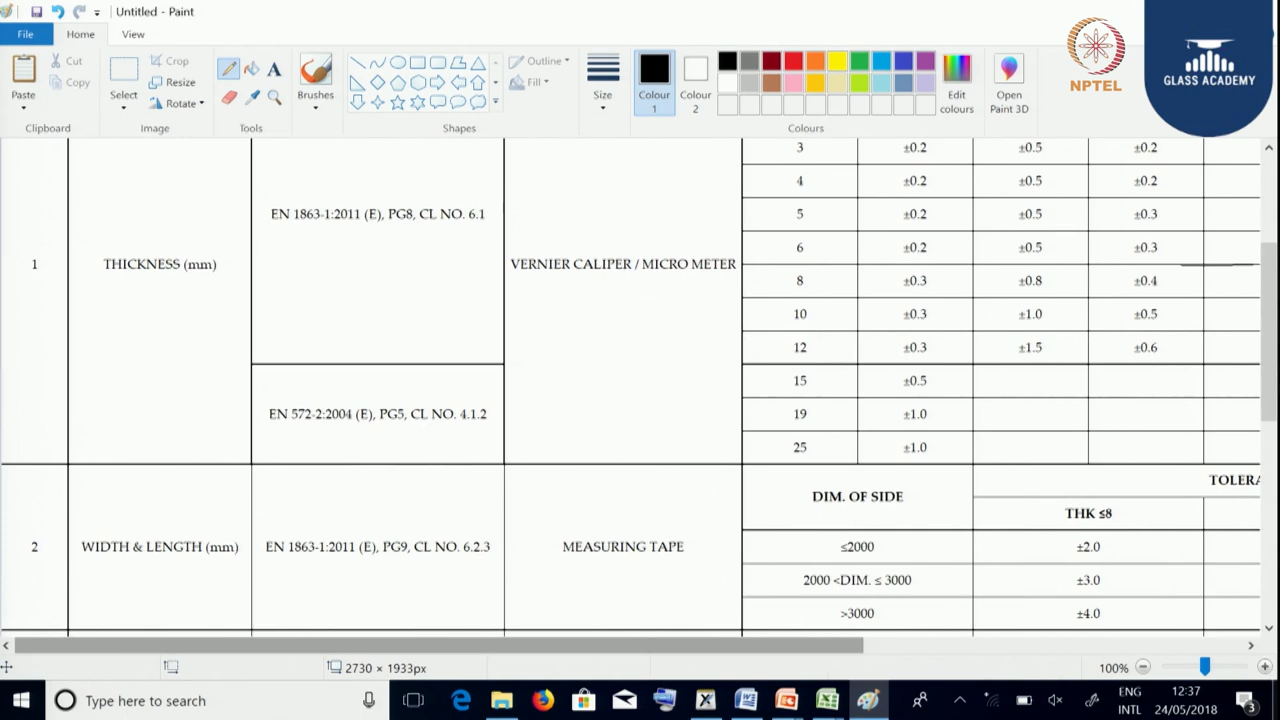 Untitled - Paint
File Home View
Paste
Cut
Copy
Clipboard
Select
Crop
Resize
Rotate
Image
Tools
Brushes
Outline
Fill
Shapes
Size
Colour 1
Colour 2
Edit colours
Open Paint 3D
Colours
NPTEL
GLASS ACADEMY
3 ±0.2 ±0.5 ±0.2
4 ±0.2 ±0.5 ±0.2
EN 1863-1:2011 (E), PG8, CL NO. 6.1 5 ±0.2 ±0.5 ±0.3
6 ±0.2 ±0.5 ±0.3
1 THICKNESS (mm) VERNIER CALIPER / MICRO METER
8 ±0.3 ±0.8 ±0.4
10 ±0.3 ±1.0 ±0.5
12 ±0.3 ±1.5 ±0.6
15 ±0.5
EN 572-2:2004 (E), PG5, CL NO. 4.1.2 19 ±1.0
25 ±1.0
DIM. OF SIDE
THK ≤8
2 WIDTH & LENGTH (mm) EN 1863-1:2011 (E), PG9, CL NO. 6.2.3 MEASURING TAPE ≤2000 ±2.0
2000 <DIM. ≤ 3000 ±3.0
>3000 ±4.0
2730 × 1933px
100%
Type here to search
ENG
INTL
12:37
24/05/2018
3